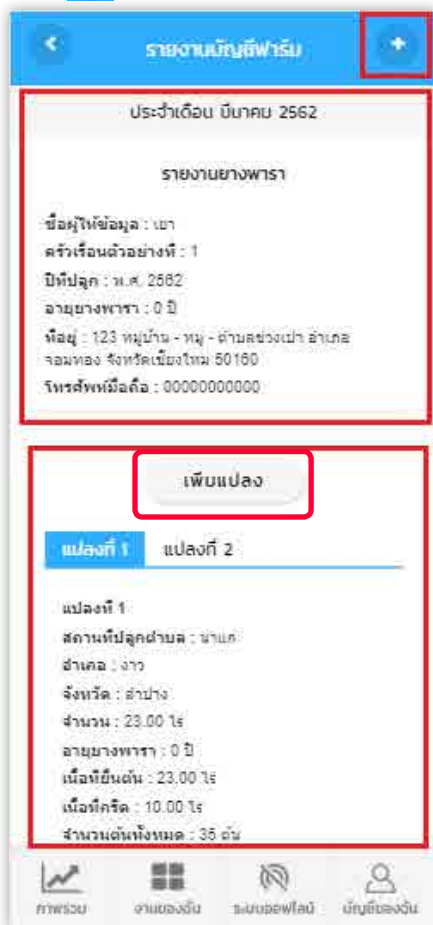 รายงานบัญชีฟาร์ม
ประจำเดือน มีนาคม 2562
รายงานยางพารา
ชื่อผู้ให้ข้อมูล : เยา
ครัวเรือนตัวอย่างที่ : 1
ปีที่ปลูก : พ.ศ. 2562
อายุยางพารา : 0 ปี
ที่อยู่ : 123 หมู่บ้าน - หมู่ - ตำบลข่วงเปา อำเภอ
จอมทอง จังหวัดเชียงใหม่ 50160
โทรศัพท์มือถือ : 00000000000
เพิ่มแปลง
แปลงที่ 1 แปลงที่ 2
แปลงที่ 1
สถานที่ปลูกตำบล : นาแก
อำเภอ : งาว
จังหวัด : ลำปาง
จำนวน : 23.00 ไร่
อายุยางพารา : 0 ปี
เนื้อที่ยืนต้น : 23.00 ไร่
เนื้อที่กรีด : 10.00 ไร่
จำนวนต้นทั้งหมด : 35 ต้น
ภาพรวม งานของฉัน ระบบออฟไลน์ บัญชีของฉัน